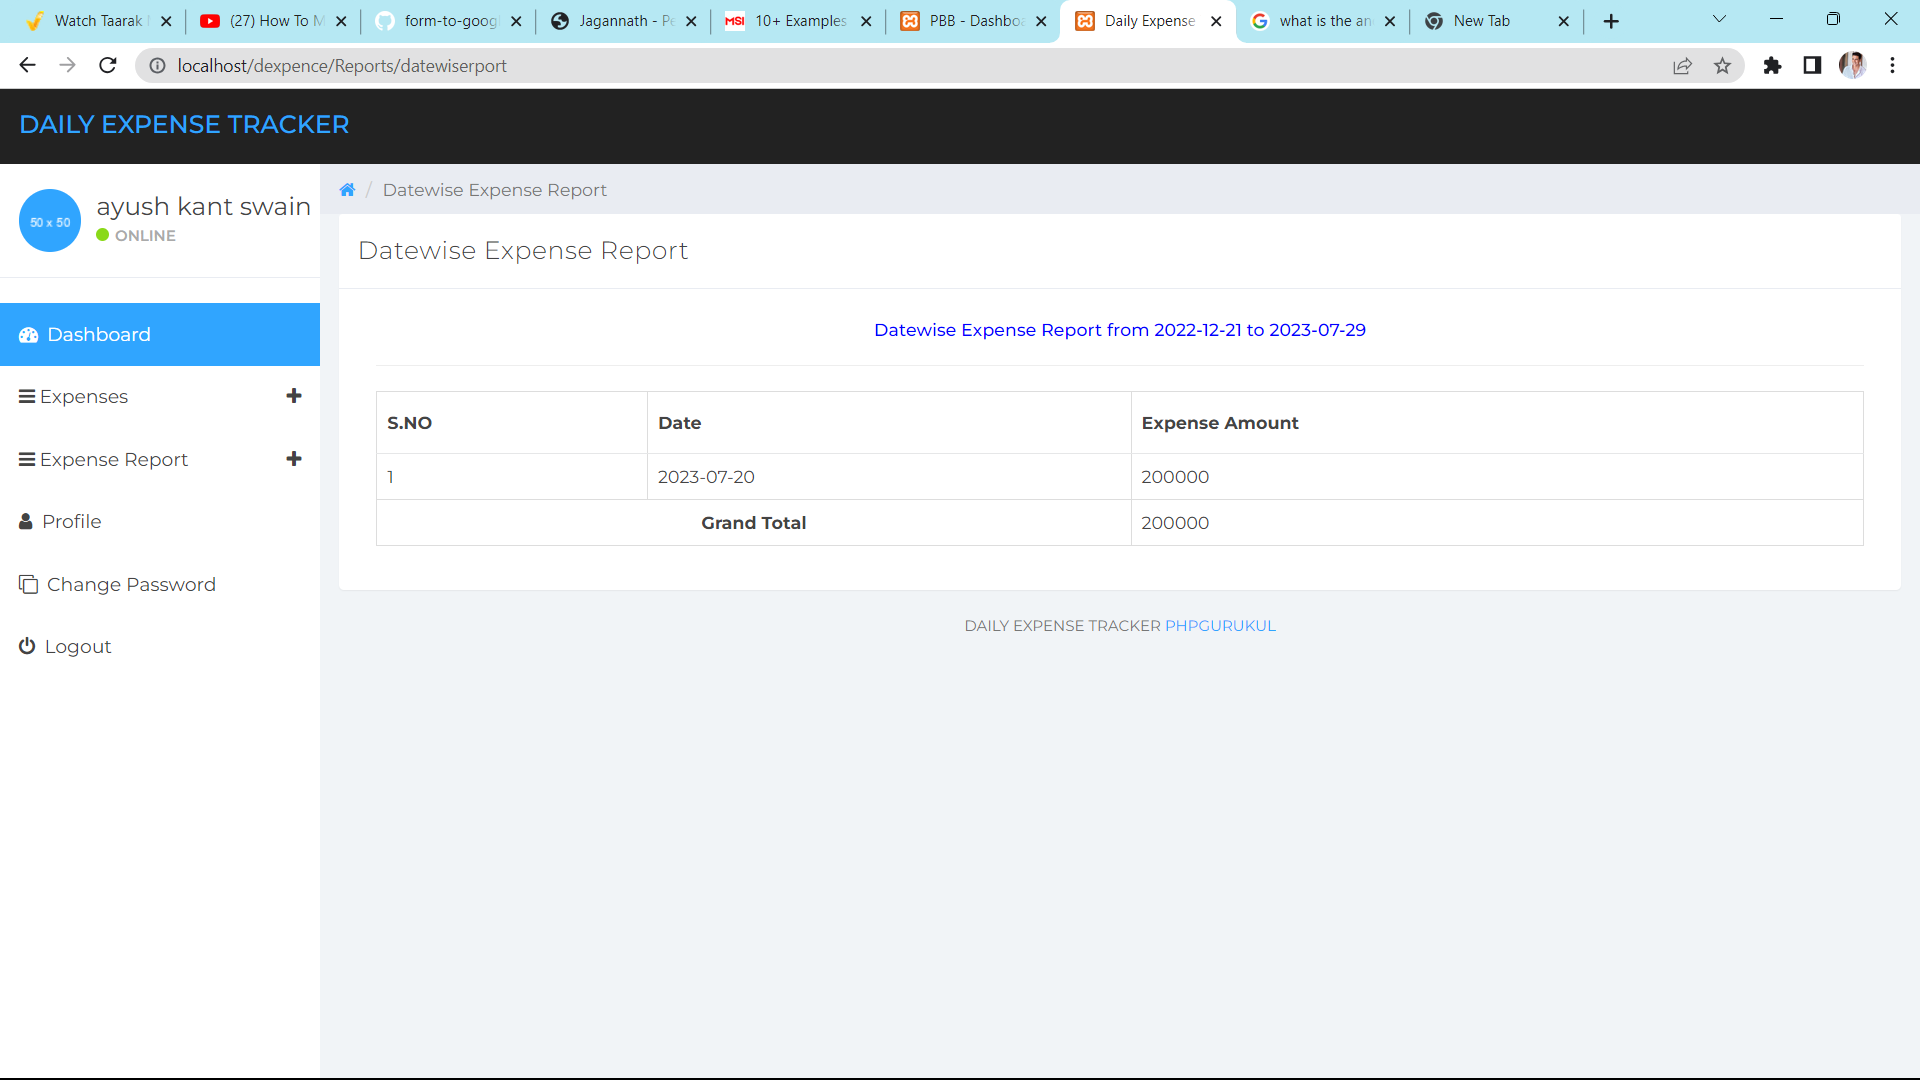 Watch Taarak
(27) How To M
form-to-goog
Jagannath - Pe
MSI 10+ Examples
PBB - Dashboa
Daily Expense
what is the an
New Tab
localhost/dexpence/Reports/datewiserport
DAILY EXPENSE TRACKER
50 x 50
ayush kant swain
ONLINE
Dashboard
Expenses
Expense Report
Profile
Change Password
Logout
/ Datewise Expense Report
Datewise Expense Report
Datewise Expense Report from 2022-12-21 to 2023-07-29
S.NO Date Expense Amount
1 2023-07-20 200000
Grand Total 200000
DAILY EXPENSE TRACKER PHPGURUKUL